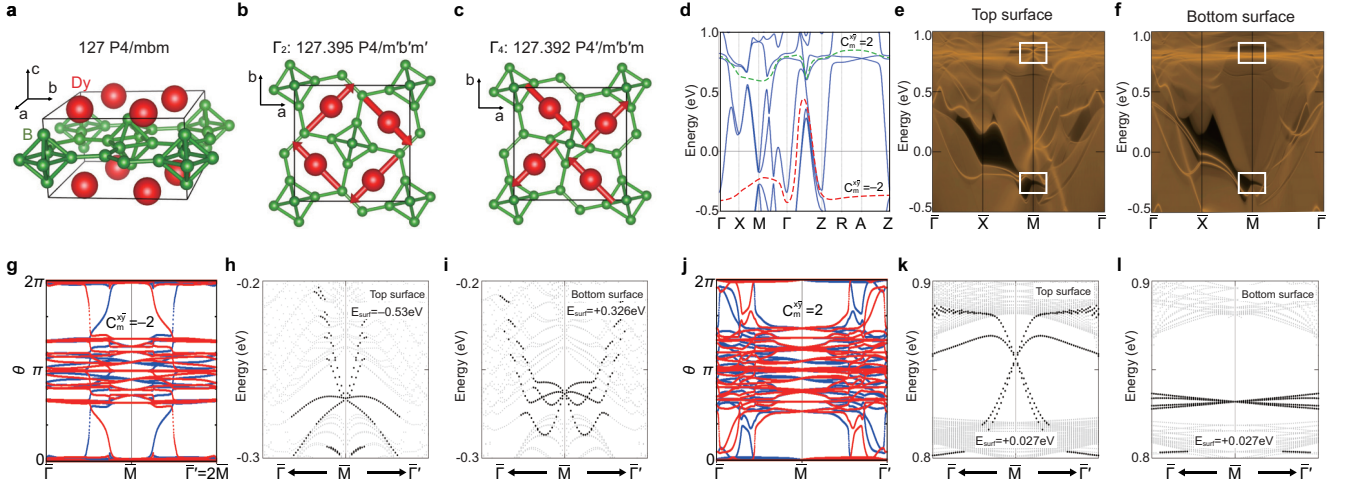 a
127 P4/mbm
c
b
a
Dy
B
b
Γ₂: 127.395 P4/m'b'm'
b
a
c
Γ₄: 127.392 P4'/m'b'm
b
a
d
Energy (eV)
1.0
0.5
0.0
-0.5
C_m^{xȳ}=2
C_m^{xȳ}=–2
Γ X M Γ Z R A Z
e
Top surface
Energy (eV)
1.0
0.5
0.0
-0.5
Γ̅ X̅ M̅ Γ̅
f
Bottom surface
Energy (eV)
1.0
0.5
0.0
-0.5
Γ̅ X̅ M̅ Γ̅
g
2π
π
0
θ
C_m^{xȳ}=–2
Γ̅ M̅ Γ̅'=2M̅
h
-0.2
Energy (eV)
-0.3
Top surface
E_surf=–0.53eV
Γ̅ M̅ Γ̅'
i
-0.2
Energy (eV)
-0.3
Bottom surface
E_surf=+0.326eV
Γ̅ M̅ Γ̅'
j
2π
π
0
θ
C_m^{xȳ}=2
Γ̅ M̅ Γ̅'
k
0.9
Energy (eV)
0.8
Top surface
E_surf=+0.027eV
Γ̅ M̅ Γ̅'
l
0.9
Energy (eV)
0.8
Bottom surface
E_surf=+0.027eV
Γ̅ M̅ Γ̅'